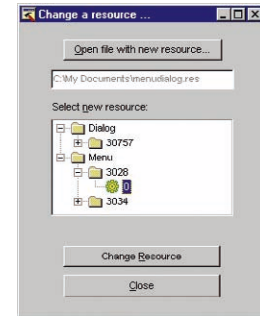 Change a resource ...
Open file with new resource...
C:\My Documents\menudialog.res
Select new resource:
Dialog
30757
Menu
3028
0
3034
Change Resource
Close